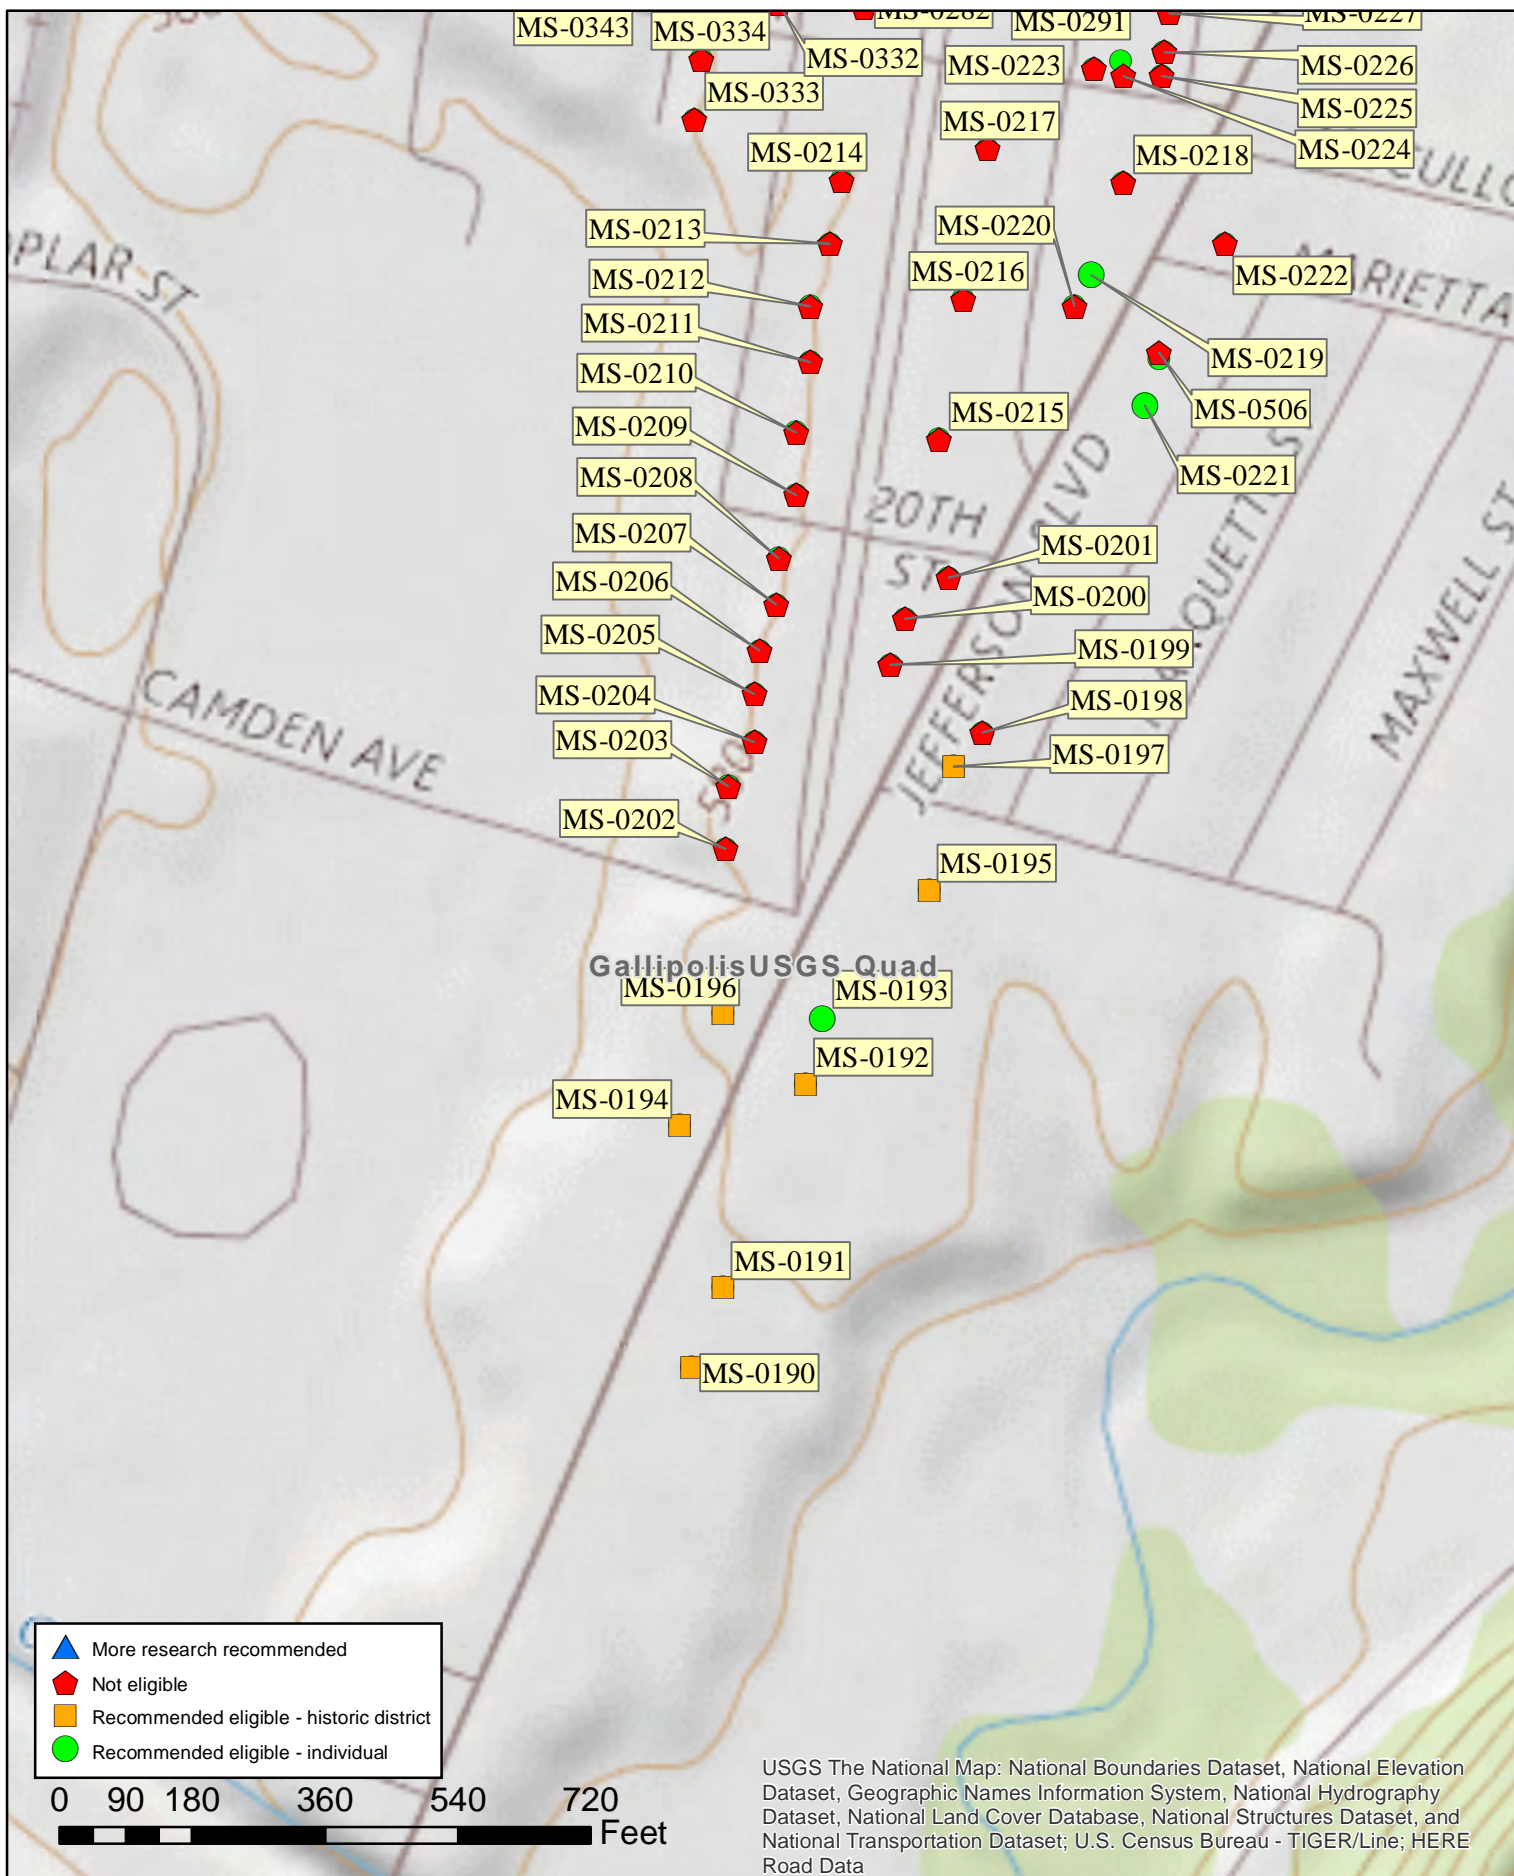 MS-0343
MS-0334
MS-0282
MS-0291
MS-0227
MS-0332
MS-0223
MS-0226
MS-0333
MS-0225
MS-0217
MS-0224
MS-0214
MS-0218
MS-0213
MS-0220
MARIETTA
MS-0212
MS-0216
MS-0222
MS-0211
MS-0219
MS-0210
MS-0506
MS-0209
MS-0215
MS-0208
MS-0221
20TH
ST
MS-0207
MS-0201
MS-0206
MS-0200
MS-0205
MS-0199
JEFFERSON BLVD
MAXWELL ST
MS-0204
MS-0198
CAMDEN AVE
MS-0203
MS-0197
580
MS-0202
MS-0195
Gallipolis USGS Quad
MS-0196
MS-0193
MS-0192
MS-0194
MS-0191
MS-0190
More research recommended
Not eligible
Recommended eligible - historic district
Recommended eligible - individual
0 90 180 360 540 720
Feet
USGS The National Map: National Boundaries Dataset, National Elevation
Dataset, Geographic Names Information System, National Hydrography
Dataset, National Land Cover Database, National Structures Dataset, and
National Transportation Dataset; U.S. Census Bureau - TIGER/Line; HERE
Road Data